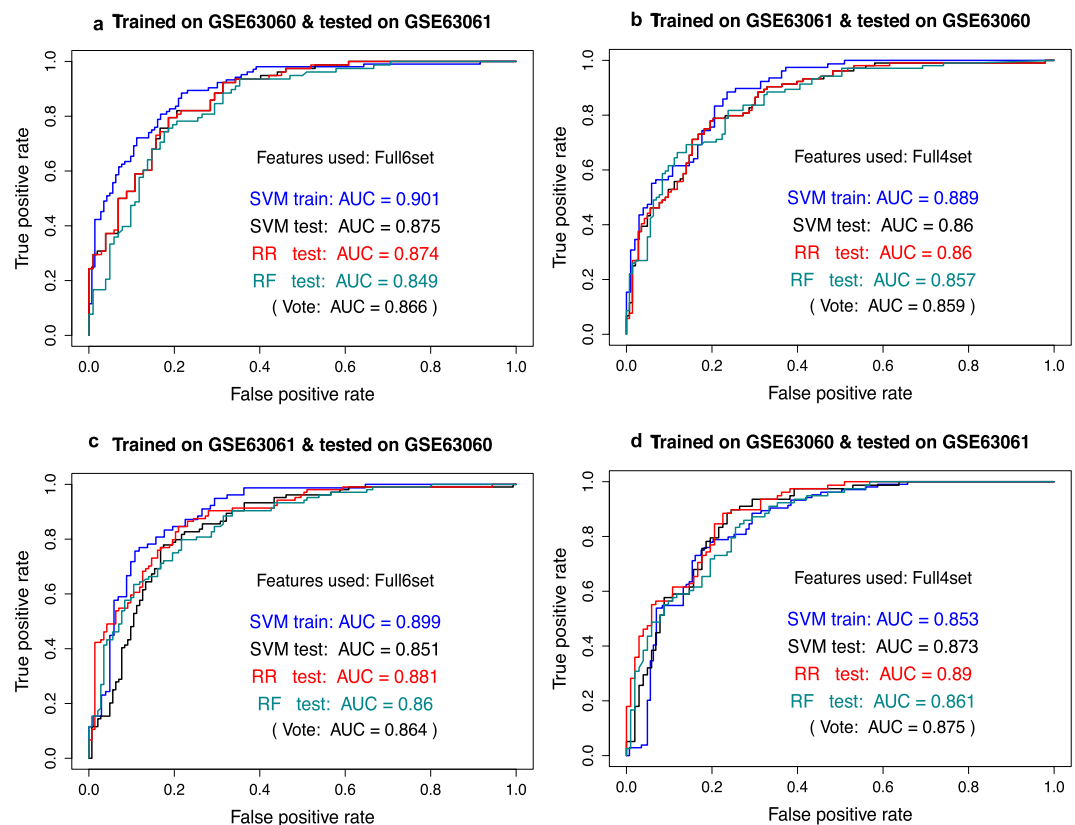 a Trained on GSE63060 & tested on GSE63061
True positive rate
0.0 0.2 0.4 0.6 0.8 1.0
Features used: Full6set
SVM train: AUC = 0.901
SVM test: AUC = 0.875
RR test: AUC = 0.874
RF test: AUC = 0.849
( Vote: AUC = 0.866 )
0.0 0.2 0.4 0.6 0.8 1.0
False positive rate
b Trained on GSE63061 & tested on GSE63060
True positive rate
0.0 0.2 0.4 0.6 0.8 1.0
Features used: Full4set
SVM train: AUC = 0.889
SVM test: AUC = 0.86
RR test: AUC = 0.86
RF test: AUC = 0.857
( Vote: AUC = 0.859 )
0.0 0.2 0.4 0.6 0.8 1.0
False positive rate
c Trained on GSE63061 & tested on GSE63060
True positive rate
0.0 0.2 0.4 0.6 0.8 1.0
Features used: Full6set
SVM train: AUC = 0.899
SVM test: AUC = 0.851
RR test: AUC = 0.881
RF test: AUC = 0.86
( Vote: AUC = 0.864 )
0.0 0.2 0.4 0.6 0.8 1.0
False positive rate
d Trained on GSE63060 & tested on GSE63061
True positive rate
0.0 0.2 0.4 0.6 0.8 1.0
Features used: Full4set
SVM train: AUC = 0.853
SVM test: AUC = 0.873
RR test: AUC = 0.89
RF test: AUC = 0.861
( Vote: AUC = 0.875 )
0.0 0.2 0.4 0.6 0.8 1.0
False positive rate